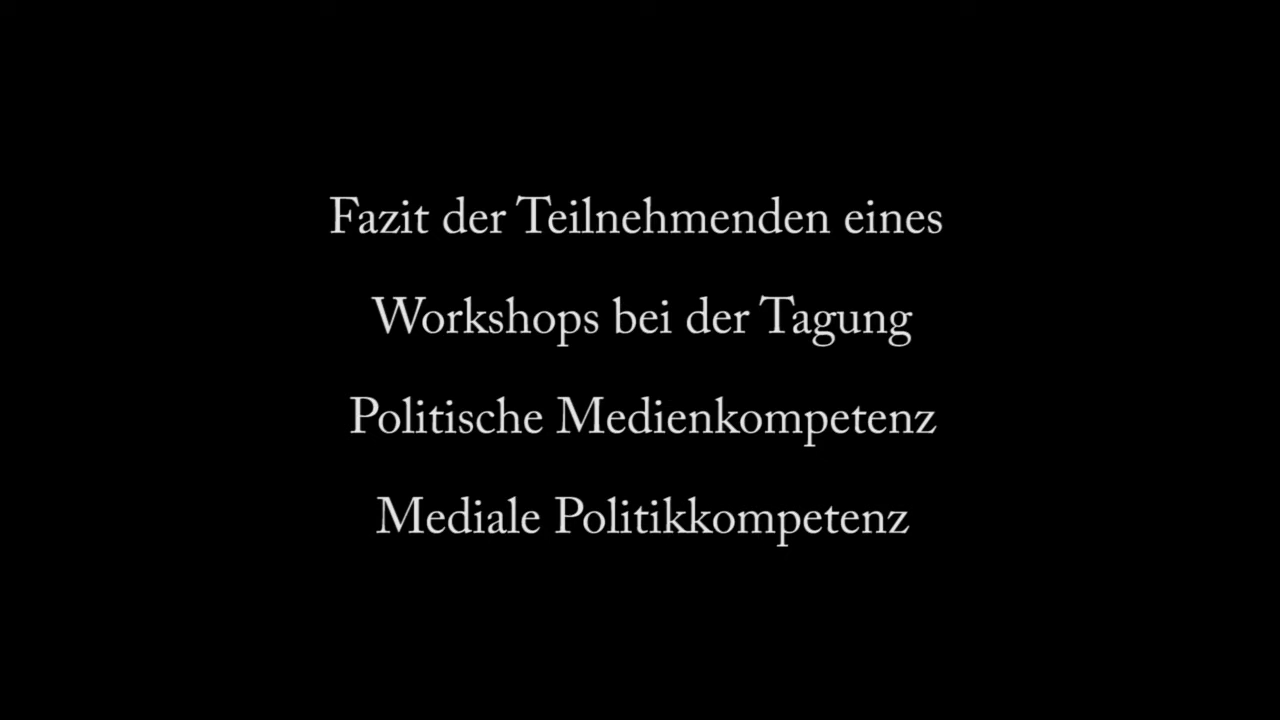 Fazit der Teilnehmenden eines
Workshops bei der Tagung
Politische Medienkompetenz
Mediale Politikkompetenz